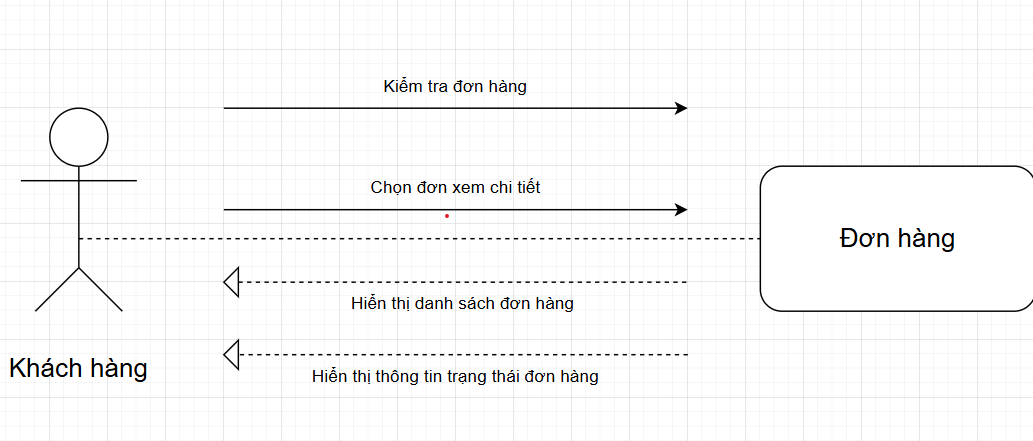 Kiểm tra đơn hàng
Chọn đơn xem chi tiết
Đơn hàng
Hiển thị danh sách đơn hàng
Khách hàng
Hiển thị thông tin trạng thái đơn hàng